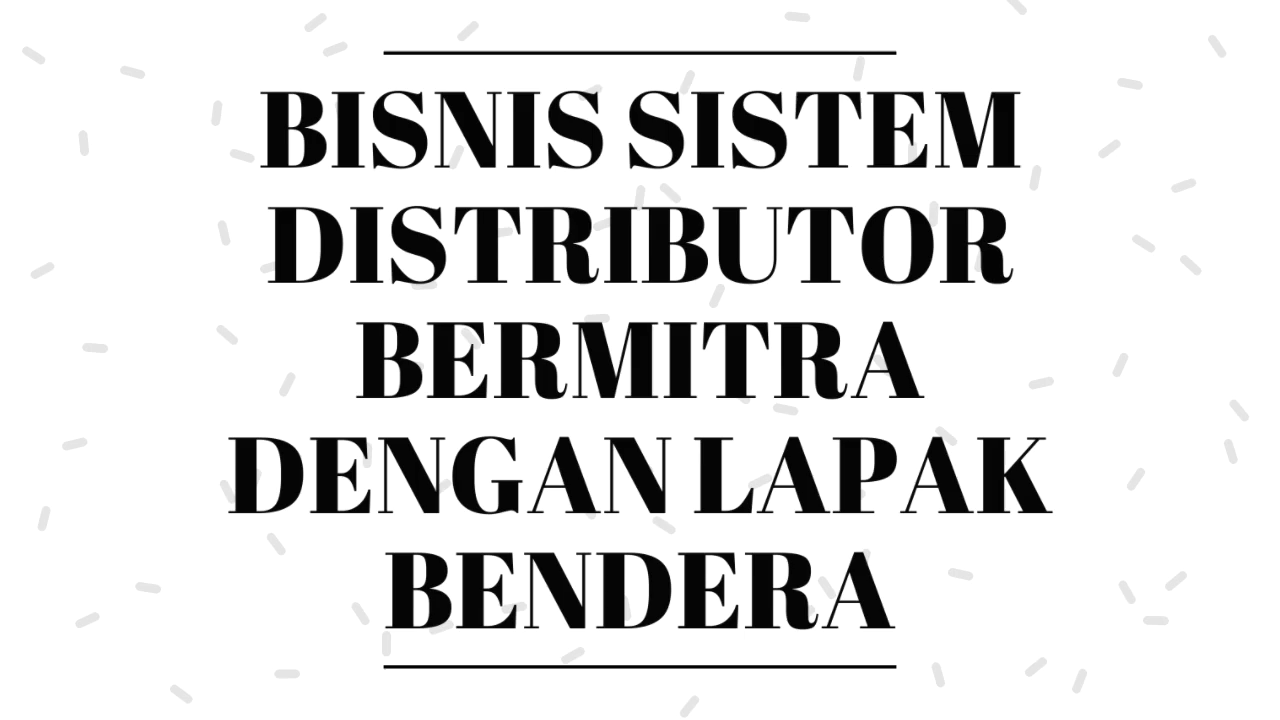 BISNIS SISTEM
DISTRIBUTOR
BERMITRA
DENGAN LAPAK
BENDERA